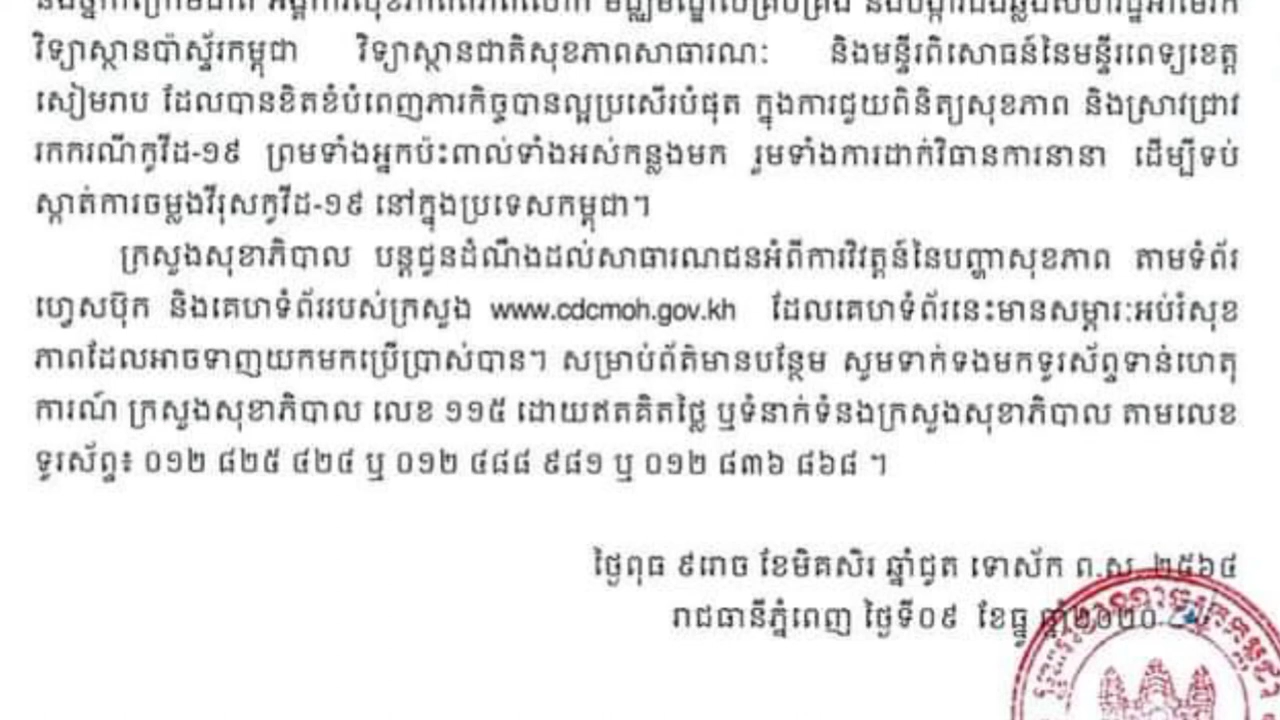 វិទ្យាស្ថានប៉ាស្ទ័រកម្ពុជា វិទ្យាស្ថានជាតិសុខភាពសាធារណៈ និងមន្ទីរពិសោធន៍នៃមន្ទីរពេទ្យខេត្ត
សៀមរាប ដែលបានខិតខំបំពេញភារកិច្ចបានល្អប្រសើរបំផុត ក្នុងការជួយពិនិត្យសុខភាព និងស្រាវជ្រាវ
រកករណីកូវីដ-១៩ ព្រមទាំងអ្នកប៉ះពាល់ទាំងអស់កន្លងមក រួមទាំងការដាក់វិធានការនានា ដើម្បីទប់
ស្កាត់ការចម្លងវីរុសកូវីដ-១៩ នៅក្នុងប្រទេសកម្ពុជា។
ក្រសួងសុខាភិបាល បន្តជូនដំណឹងដល់សាធារណជនអំពីការវិវត្តន៍នៃបញ្ហាសុខភាព តាមទំព័រ
ហ្វេសប៊ុក និងគេហទំព័ររបស់ក្រសួង www.cdcmoh.gov.kh ដែលគេហទំព័រនេះមានសម្ភារៈអប់រំសុខ
ភាពដែលអាចទាញយកមកប្រើប្រាស់បាន។ សម្រាប់ព័ត៌មានបន្ថែម សូមទាក់ទងមកទូរស័ព្ទទាន់ហេតុ
ការណ៍ ក្រសួងសុខាភិបាល លេខ ១១៥ ដោយឥតគិតថ្លៃ ឬទំនាក់ទំនងក្រសួងសុខាភិបាល តាមលេខ
ទូរស័ព្ទ៖ ០១២ ៨២៥ ៤២៤ ឬ ០១២ ៤៨៨ ៩៨១ ឬ ០១២ ៨៣៦ ៨៦៨ ។
ថ្ងៃពុធ ៩រោច ខែមិគសិរ ឆ្នាំជូត ទោស័ក ព.ស. ២៥៦៤
រាជធានីភ្នំពេញ ថ្ងៃទី០៩ ខែធ្នូ ឆ្នាំ២០២០